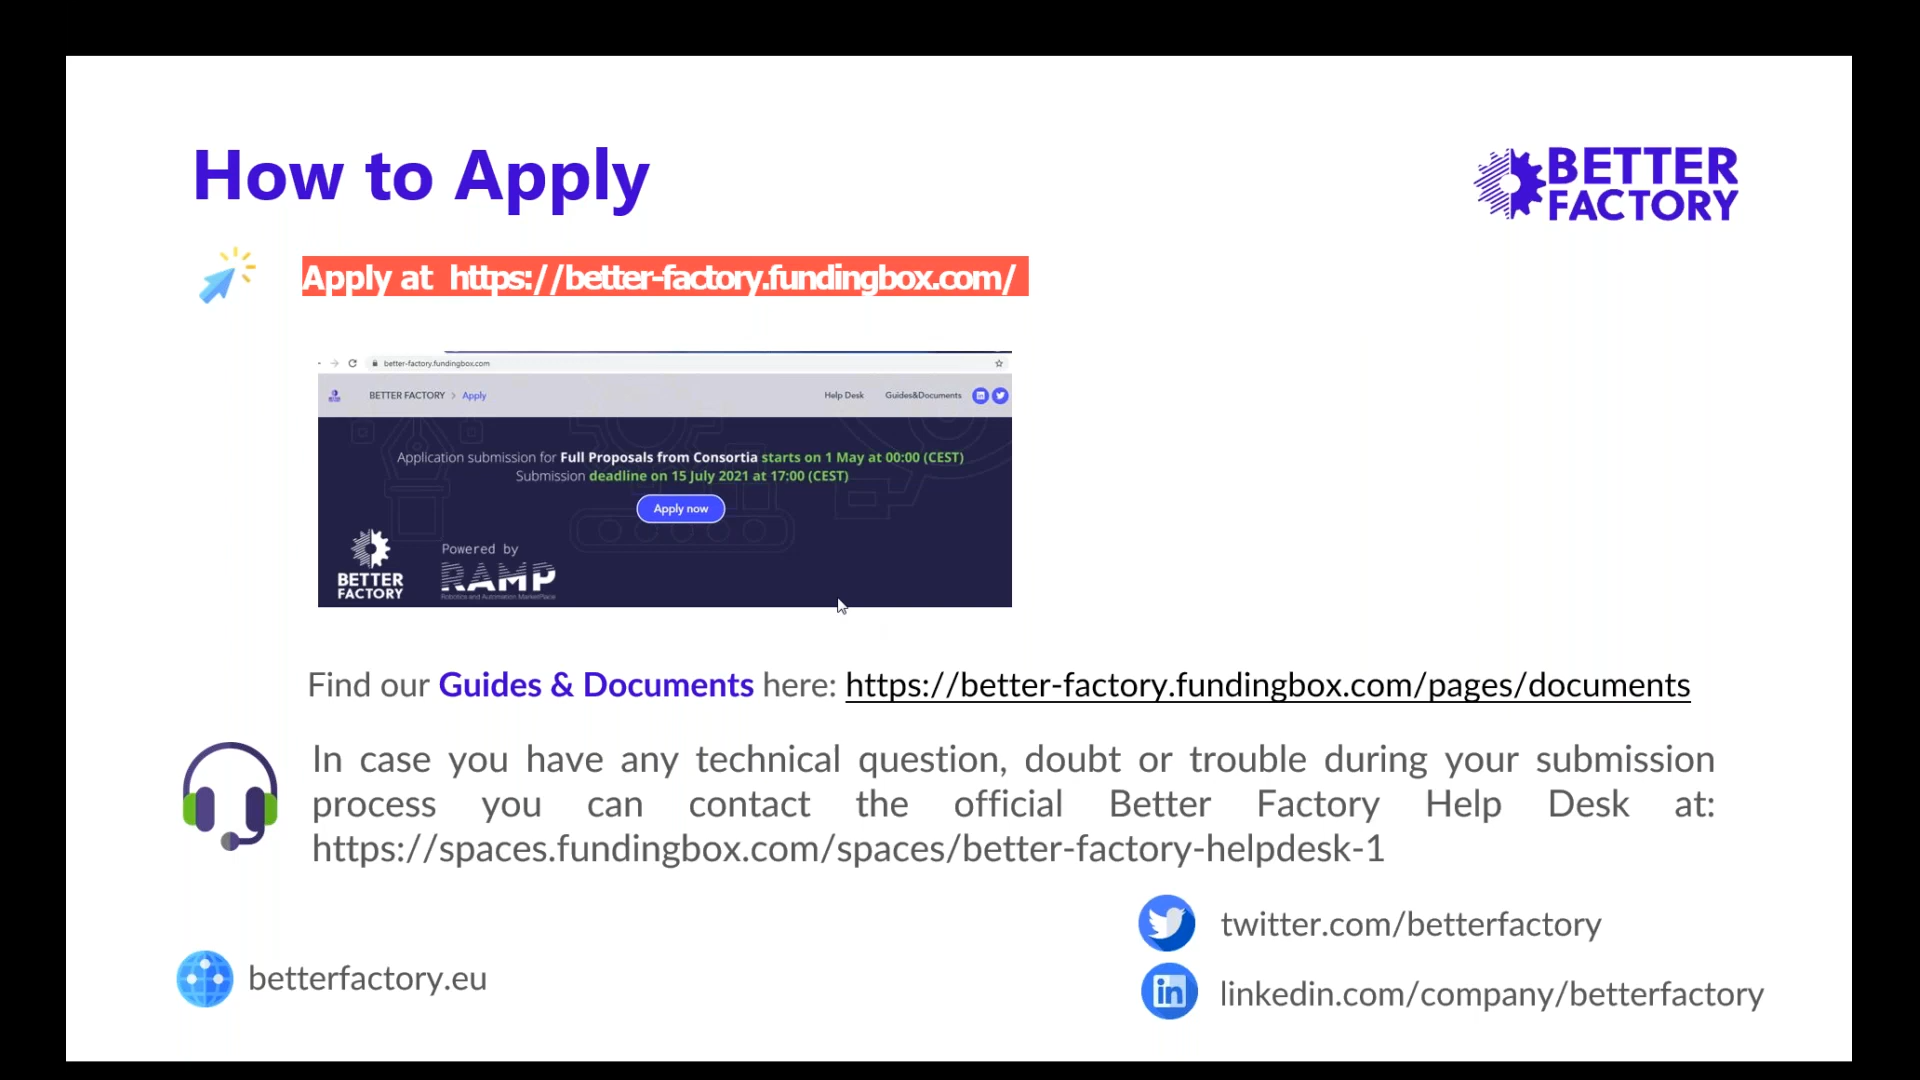 How to Apply
BETTER
FACTORY
Apply at https://better-factory.fundingbox.com/
better-factory.fundingbox.com
BETTER FACTORY > Apply
Help Desk
Guides&Documents
Application submission for Full Proposals from Consortia starts on 1 May at 00:00 (CEST)
Submission deadline on 15 July 2021 at 17:00 (CEST)
Apply now
BETTER
FACTORY
Powered by
RAMP
Robotics and Automation MarketPlace
Find our Guides & Documents here: https://better-factory.fundingbox.com/pages/documents
In case you have any technical question, doubt or trouble during your submission
process you can contact the official Better Factory Help Desk at:
https://spaces.fundingbox.com/spaces/better-factory-helpdesk-1
twitter.com/betterfactory
betterfactory.eu
in
linkedin.com/company/betterfactory